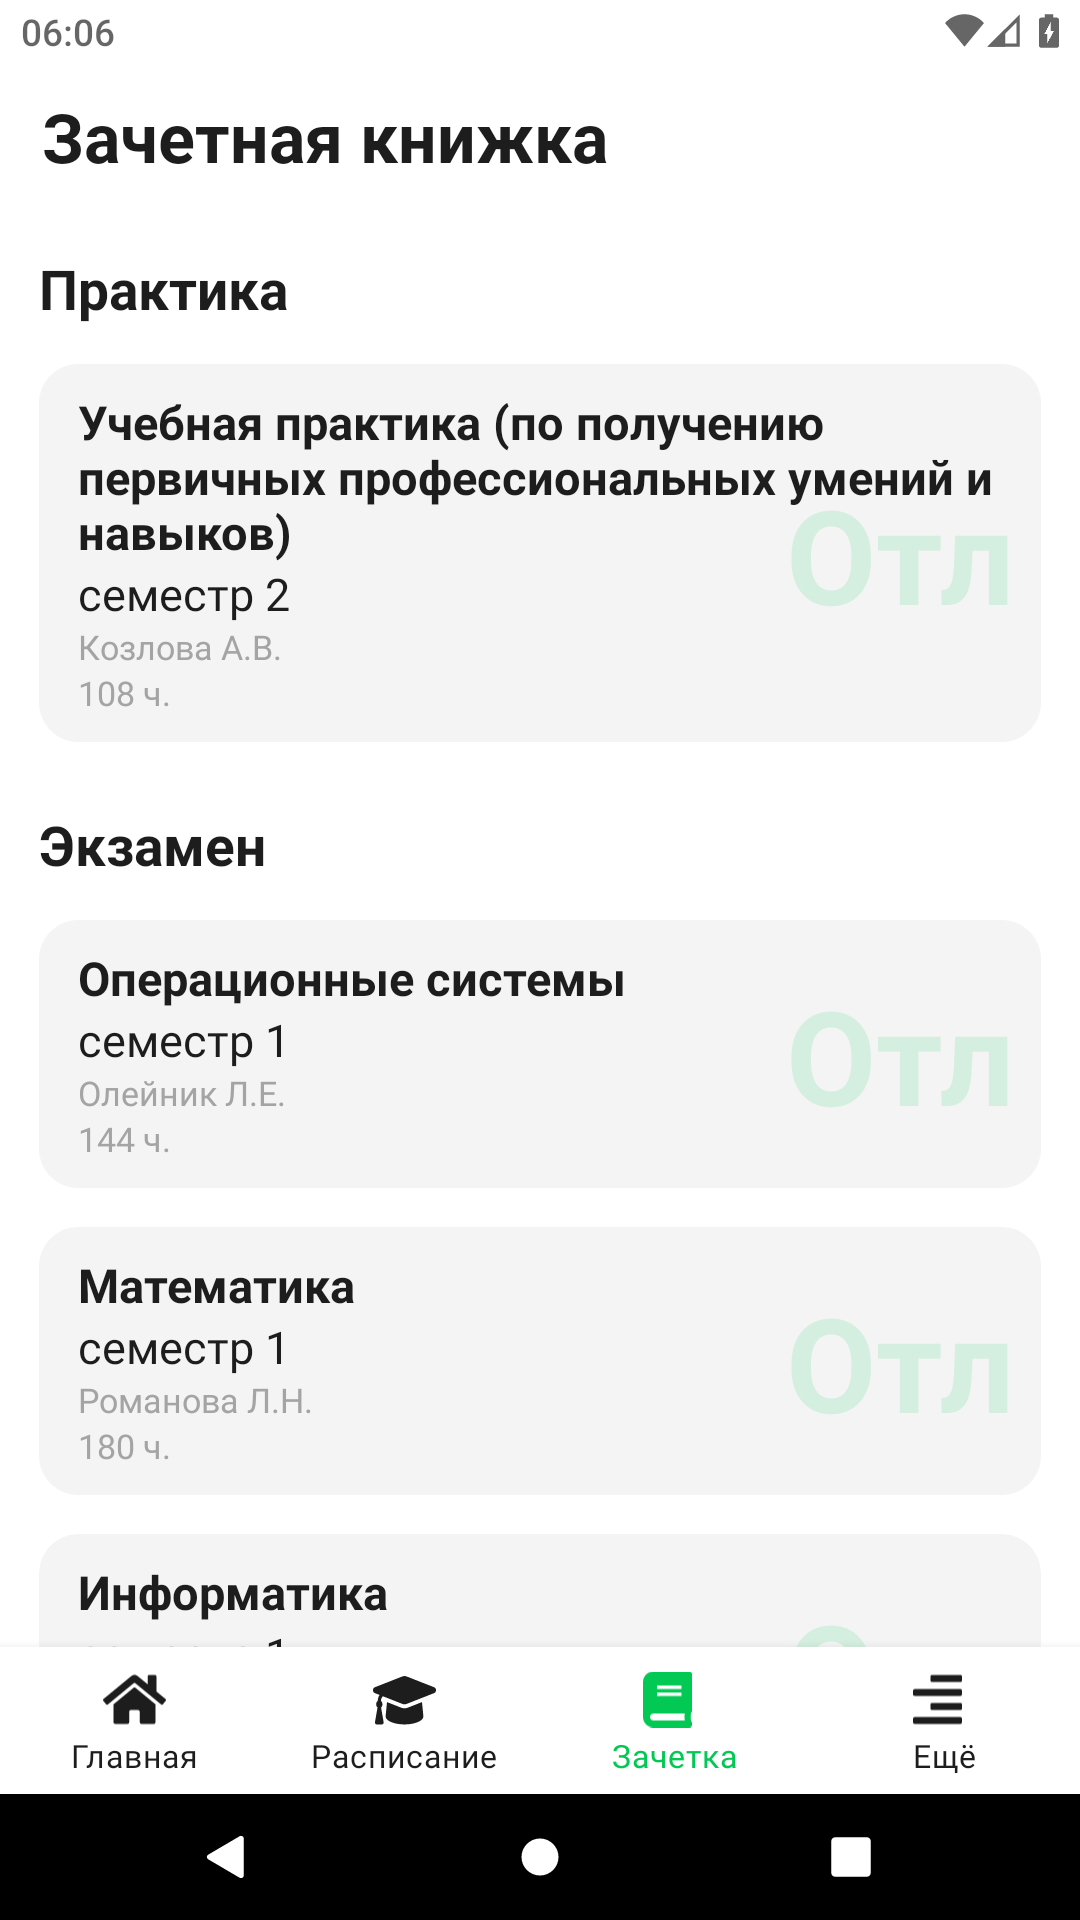 06:06
Зачетная книжка
Практика
Учебная практика (по получению
первичных профессиональных умений и
навыков)
Отл
семестр 2
Козлова А.В.
108 ч.
Экзамен
Операционные системы
семестр 1
Отл
Олейник Л.Е.
144 ч.
Математика
семестр 1
Отл
Романова Л.Н.
180 ч.
Информатика
Главная
Расписание
Зачетка
Ещё